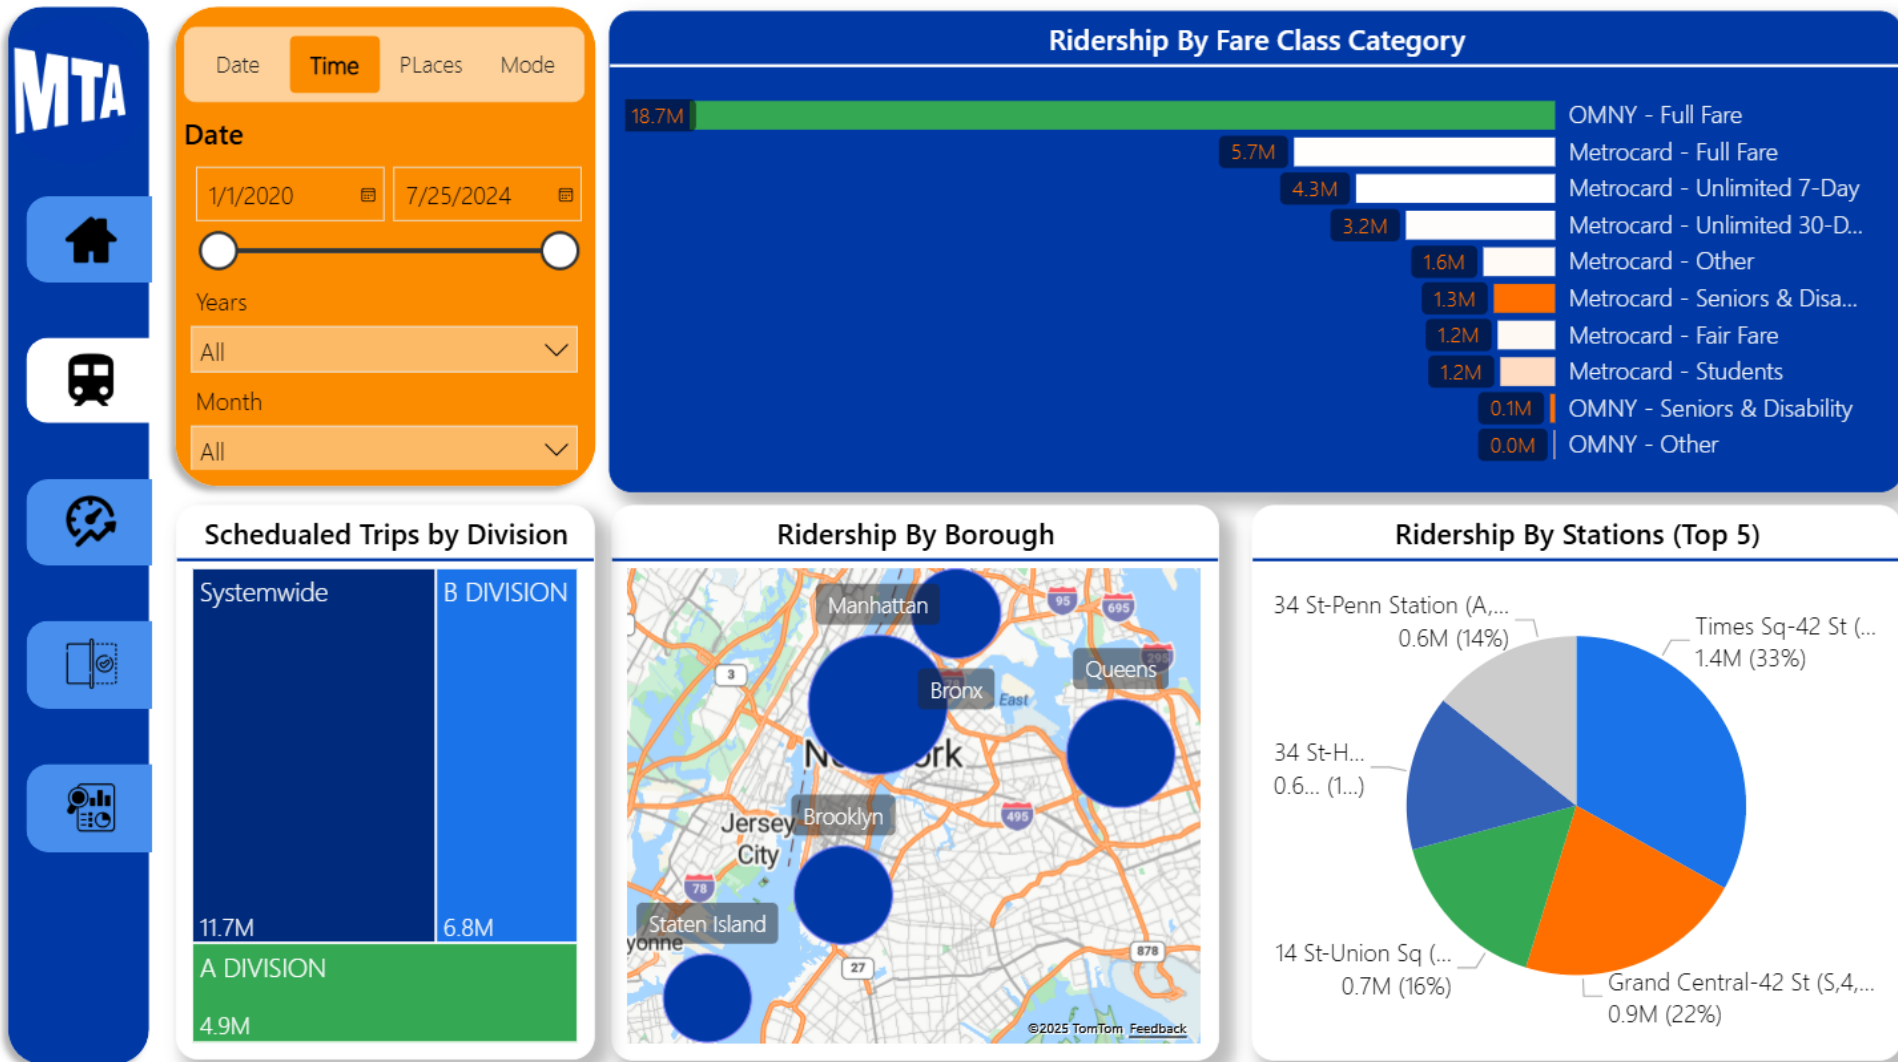 MTA
Date
Time
PLaces
Mode
Date
1/1/2020
7/25/2024
Years
All
Month
All
Ridership By Fare Class Category
18.7M OMNY - Full Fare
5.7M Metrocard - Full Fare
4.3M Metrocard - Unlimited 7-Day
3.2M Metrocard - Unlimited 30-D...
1.6M Metrocard - Other
1.3M Metrocard - Seniors & Disa...
1.2M Metrocard - Fair Fare
1.2M Metrocard - Students
0.1M OMNY - Seniors & Disability
0.0M OMNY - Other
Schedualed Trips by Division
Systemwide
11.7M
B DIVISION
6.8M
A DIVISION
4.9M
Ridership By Borough
Manhattan
95
695
3
Queens
295
Bronx
East
Jersey
City
Brooklyn
495
78
Staten Island
yonne
27
878
©2025 TomTom Feedback
Ridership By Stations (Top 5)
34 St-Penn Station (A,...
0.6M (14%)
Times Sq-42 St (...
1.4M (33%)
34 St-H...
0.6... (1...)
14 St-Union Sq (...
0.7M (16%)
Grand Central-42 St (S,4,...
0.9M (22%)